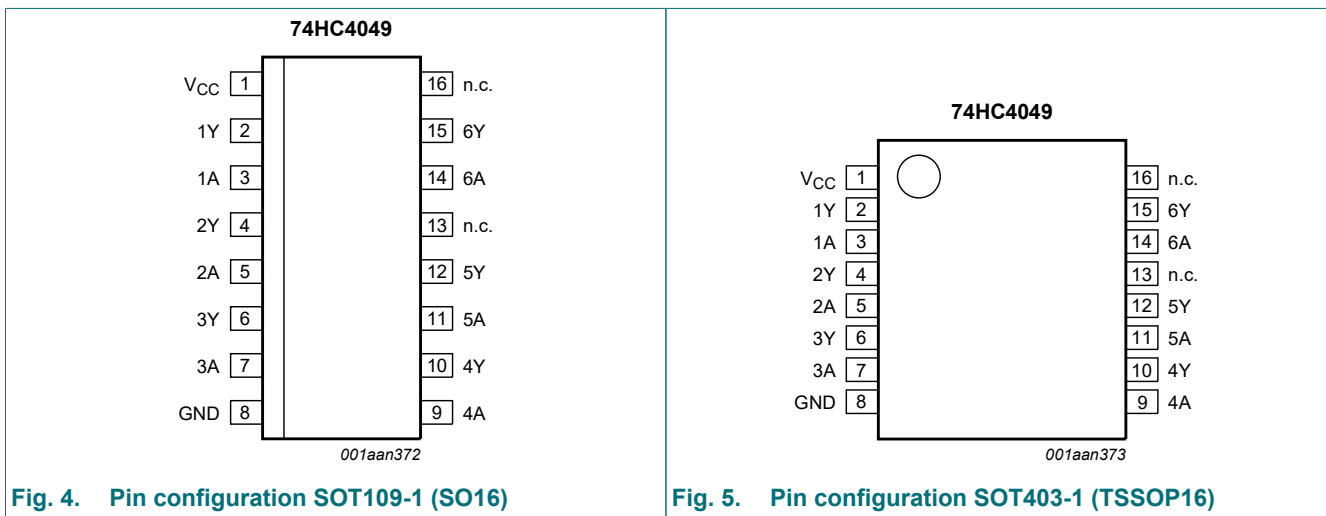 74HC4049
VCC 1 16 n.c.
1Y 2 15 6Y
1A 3 14 6A
2Y 4 13 n.c.
2A 5 12 5Y
3Y 6 11 5A
3A 7 10 4Y
GND 8 9 4A
001aan372
Fig. 4. Pin configuration SOT109-1 (SO16)
74HC4049
VCC 1 16 n.c.
1Y 2 15 6Y
1A 3 14 6A
2Y 4 13 n.c.
2A 5 12 5Y
3Y 6 11 5A
3A 7 10 4Y
GND 8 9 4A
001aan373
Fig. 5. Pin configuration SOT403-1 (TSSOP16)